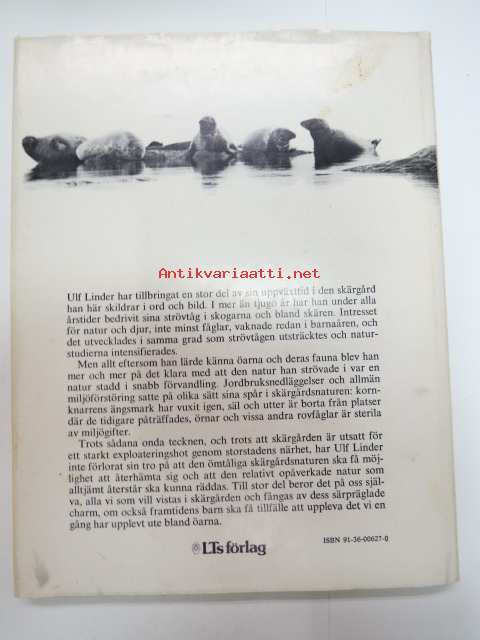 Antikvariaatti.net
Ulf Linder har tillbringat en stor del av sin uppväxttid i den skärgård
han här skildrar i ord och bild. I mer än tjugo år har han under alla
årstider bedrivit sina strövtåg i skogarna och bland skären. Intresset
för natur och djur, inte minst fåglar, vaknade redan i barnaåren, och
det utvecklades i samma grad som strövtågen utsträcktes och natur-
studierna intensifierades.
Men allt eftersom han lärde känna öarna och deras fauna blev han
mer och mer på det klara med att den natur han strövade i var en
natur stadd i snabb förvandling. Jordbruksnedläggelser och allmän
miljöförstöring satte på olika sätt sina spår i skärgårdsnaturen: korn-
knarrens ängsmark har vuxit igen, säl och utter är borta från platser
där de tidigare påträffades, örnar och vissa andra rovfåglar är sterila
av miljögifter.
Trots sådana onda tecknen, och trots att skärgården är utsatt för
ett starkt exploateringshot genom storstadens närhet, har Ulf Linder
inte förlorat sin tro på att den ömtåliga skärgårdsnaturen ska få möj-
lighet att återhämta sig och att den relativt opåverkade natur som
alltjämt återstår ska kunna räddas. Till stor del beror det på oss själ-
va, alla vi som vill vistas i skärgården och fångas av dess särpräglade
charm, om också framtidens barn ska få tillfälle att uppleva det vi en
gång har upplevt ute bland öarna.
ISBN 91-36-00627-0
LTs förlag